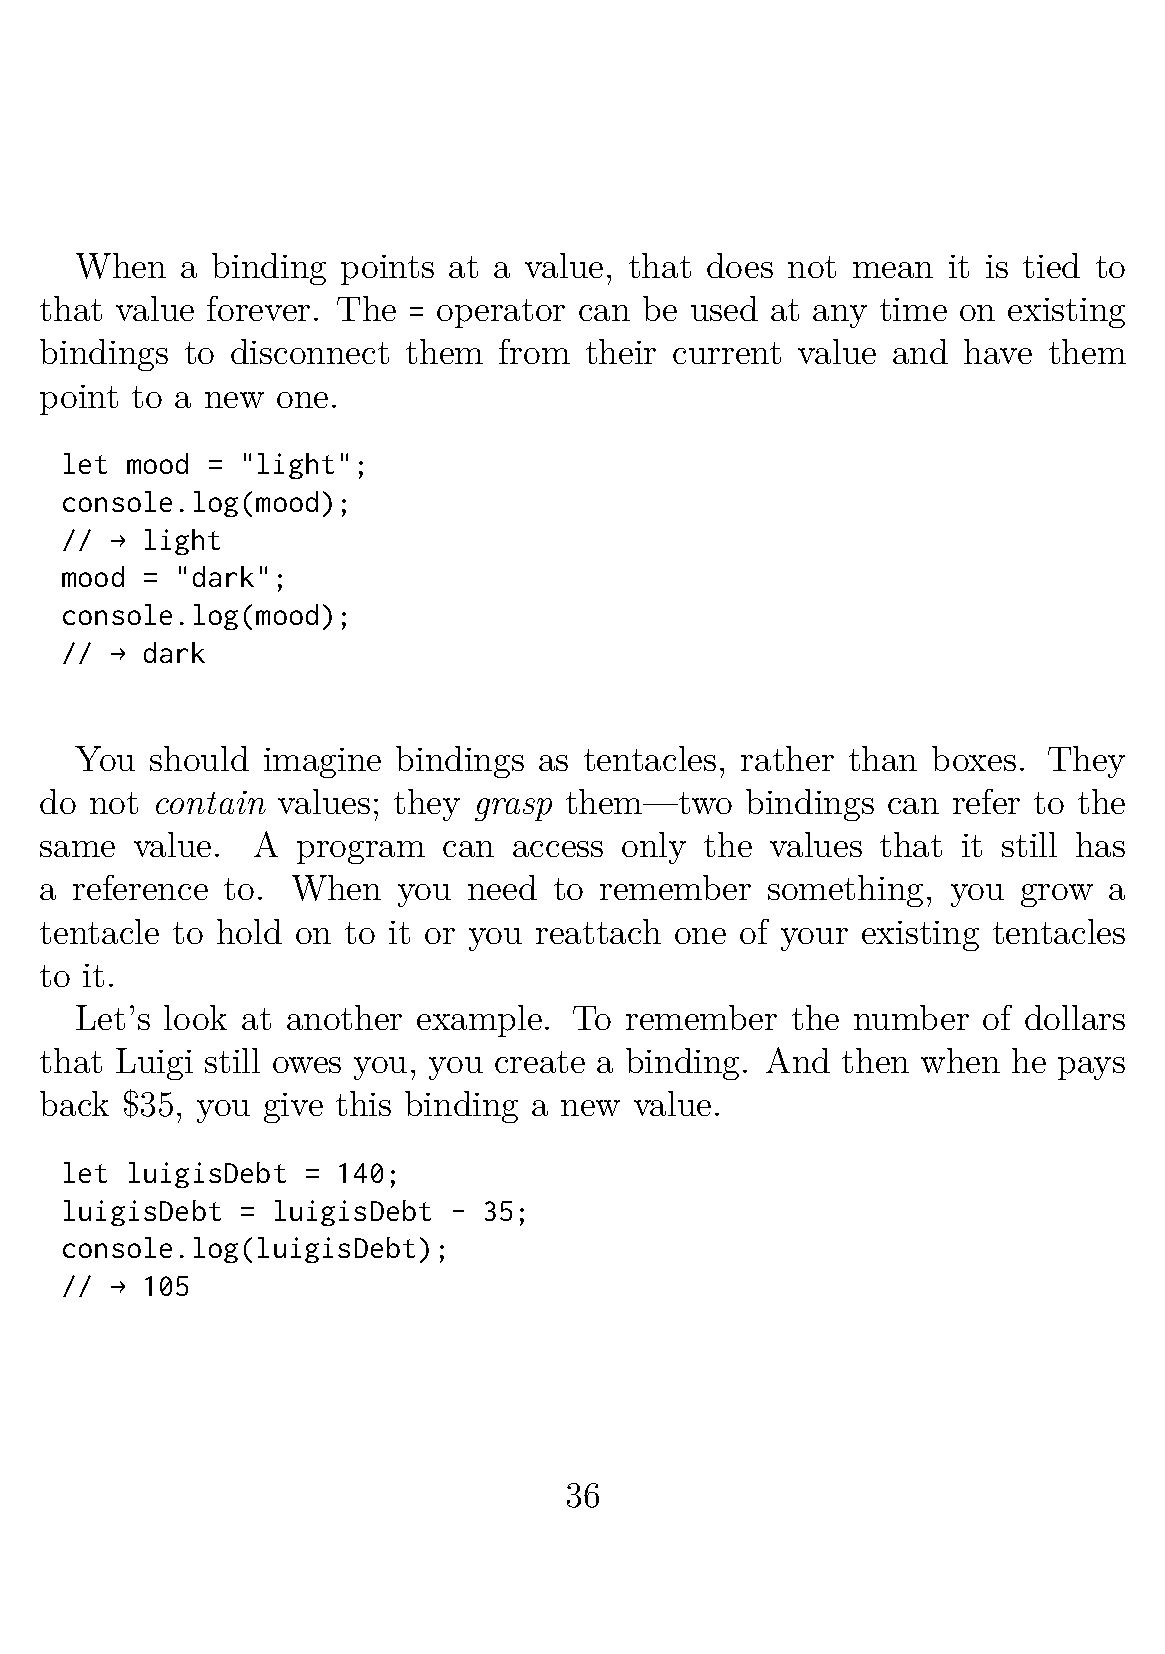 When a binding points at a value, that does not mean it is tied to
that value forever. The = operator can be used at any time on existing
bindings to disconnect them from their current value and have them
point to a new one.
let mood = "light";
console.log(mood);
// → light
mood = "dark";
console.log(mood);
// → dark
You should imagine bindings as tentacles, rather than boxes. They
do not contain values; they grasp them—two bindings can refer to the
same value. A program can access only the values that it still has
a reference to. When you need to remember something, you grow a
tentacle to hold on to it or you reattach one of your existing tentacles
to it.
Let's look at another example. To remember the number of dollars
that Luigi still owes you, you create a binding. And then when he pays
back $35, you give this binding a new value.
let luigisDebt = 140;
luigisDebt = luigisDebt - 35;
console.log(luigisDebt);
// → 105
36